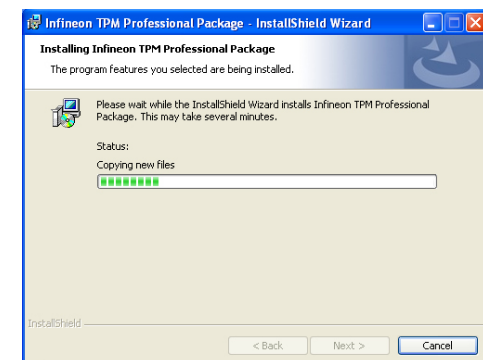 Infineon TPM Professional Package - InstallShield Wizard
Installing Infineon TPM Professional Package
The program features you selected are being installed.
Please wait while the InstallShield Wizard installs Infineon TPM Professional
Package. This may take several minutes.
Status:
Copying new files
InstallShield
< Back
Next >
Cancel